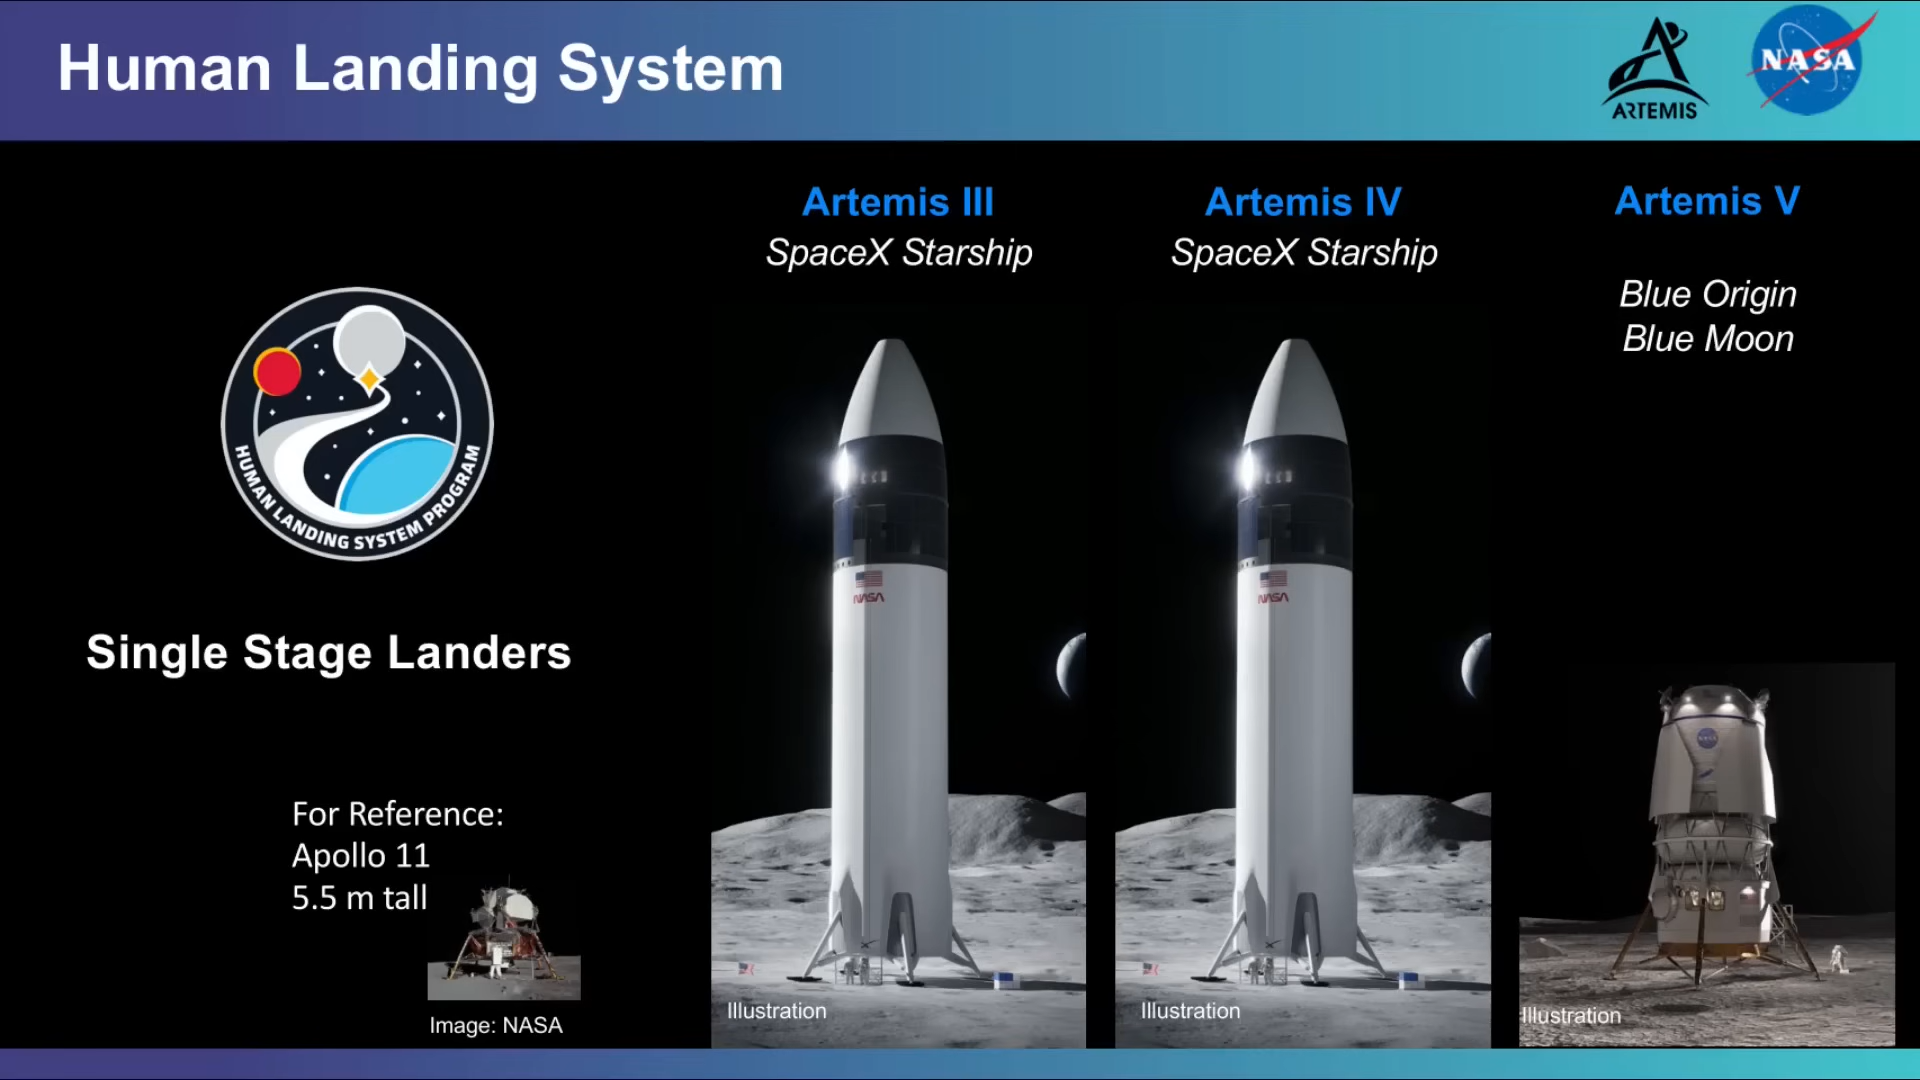 Human Landing System
ARTEMIS
NASA
Artemis III
SpaceX Starship
Artemis IV
SpaceX Starship
Artemis V
Blue Origin
Blue Moon
HUMAN LANDING SYSTEM PROGRAM
Single Stage Landers
For Reference:
Apollo 11
5.5 m tall
Image: NASA
NASA
Illustration
NASA
Illustration
NASA
Illustration